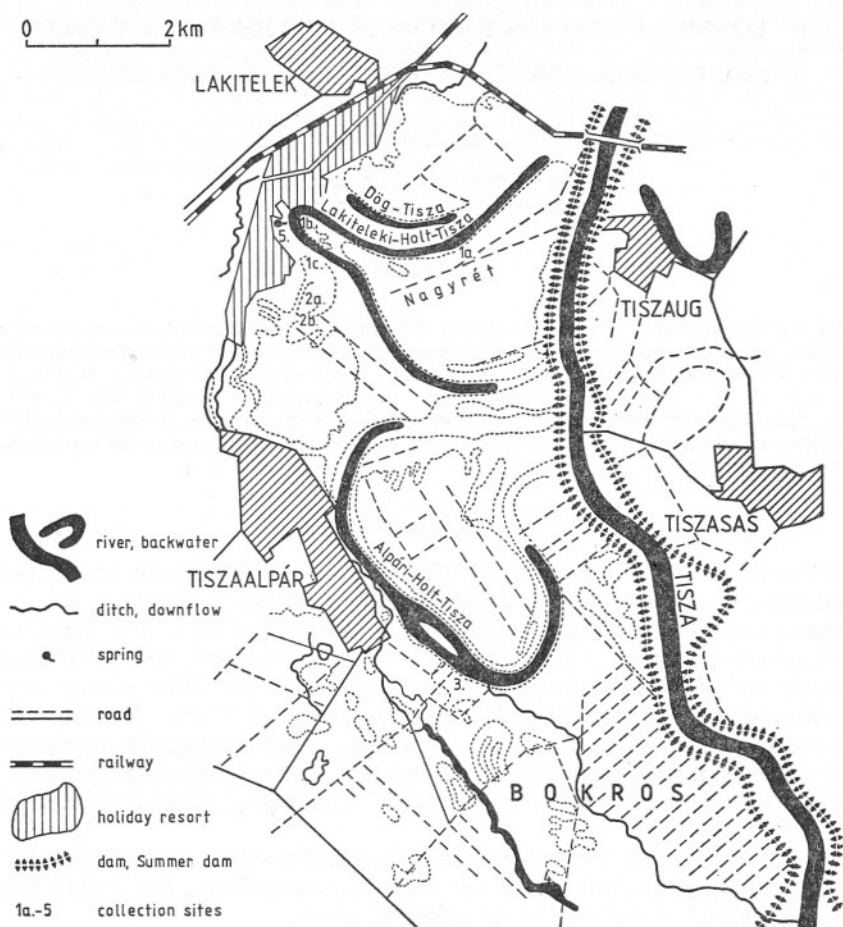 0 2km
LAKITELEK
Dög-Tisza
Lakiteleki-Holt-Tisza
1b.
5.
1a.
1c.
Nagyrét
2a.
2b.
TISZAUG
TISZASAS
TISZAALPÁR
Alpári-Holt-Tisza
TISZA
3.
BOKROS
river, backwater
ditch, downflow
spring
road
railway
holiday resort
dam, Summer dam
1a.-5 collection sites